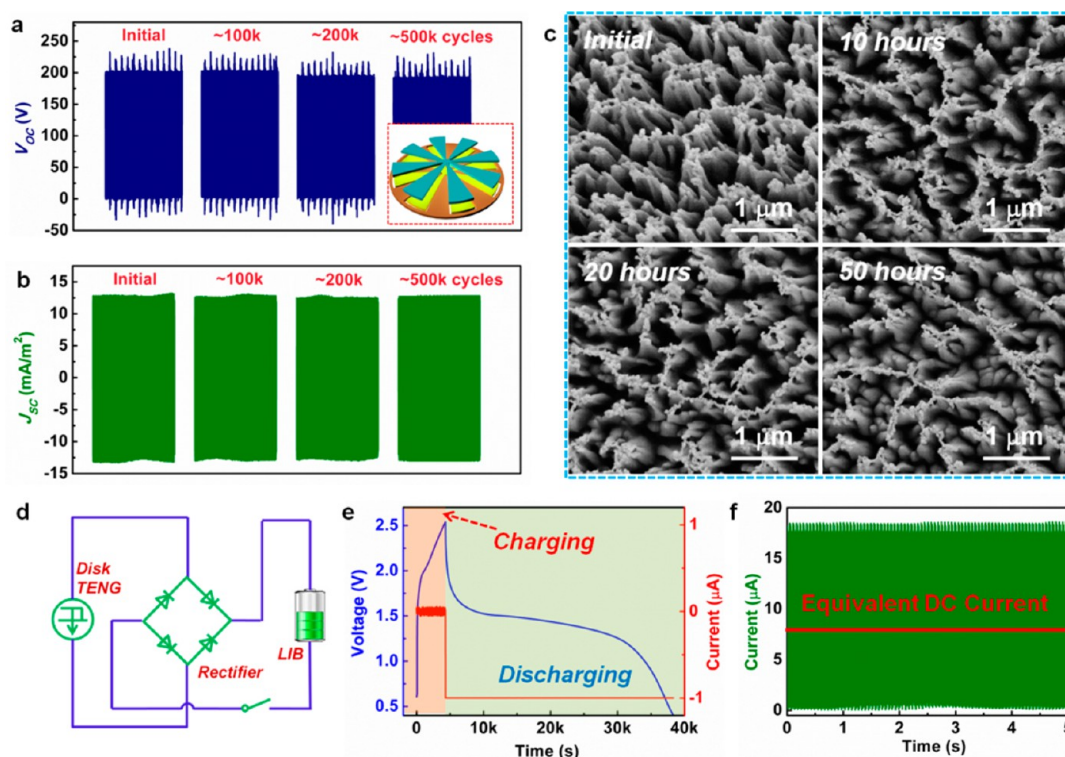 a
Initial
~100k
~200k
~500k cycles
V_OC (V)
250
200
150
100
50
0
-50
b
Initial
~100k
~200k
~500k cycles
J_SC (mA/m²)
15
10
5
0
-5
-10
-15
c
Initial
1 μm
10 hours
1 μm
20 hours
1 μm
50 hours
1 μm
d
Disk
TENG
Rectifier
LIB
e
Charging
Discharging
Voltage (V)
2.5
2.0
1.5
1.0
0.5
Current (μA)
1
0
-1
0
10k
20k
30k
40k
Time (s)
f
Equivalent DC Current
Current (μA)
20
15
10
5
0
0
1
2
3
4
5
Time (s)